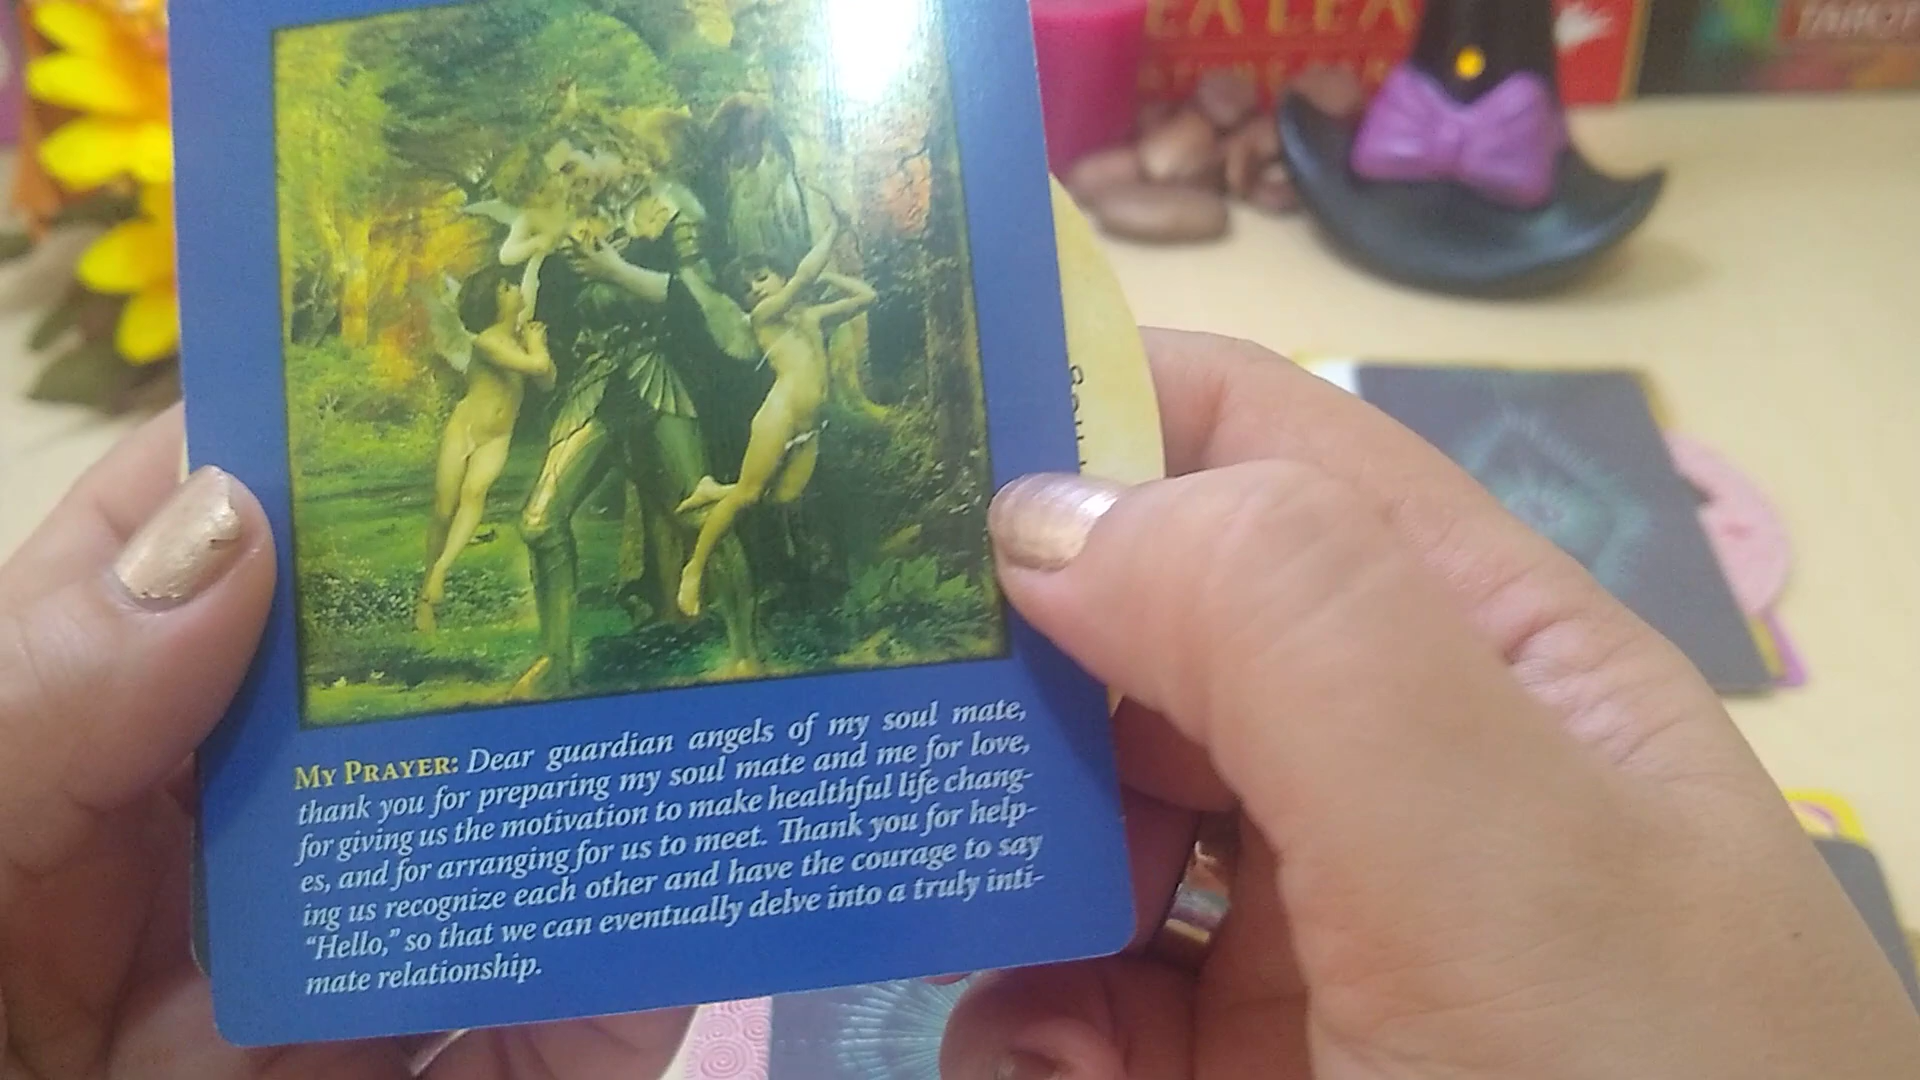 EA LEA
TAROT
MY PRAYER: Dear guardian angels of my soul mate,
thank you for preparing my soul mate and me for love,
for giving us the motivation to make healthful life chang-
es, and for arranging for us to meet. Thank you for help-
ing us recognize each other and have the courage to say
“Hello,” so that we can eventually delve into a truly inti-
mate relationship.